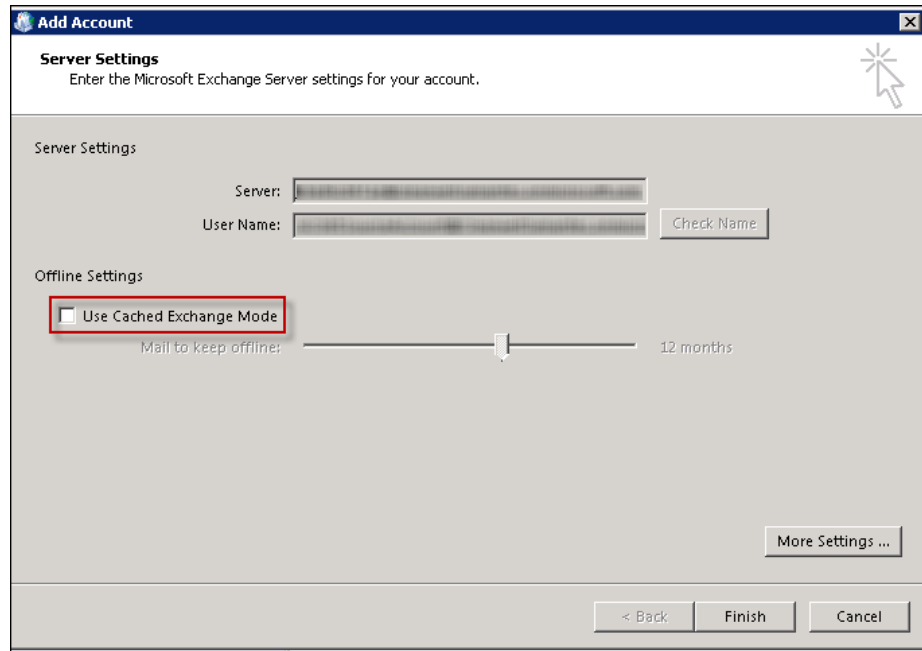 Add Account
Server Settings
Enter the Microsoft Exchange Server settings for your account.
Server Settings
Server:
User Name:
Check Name
Offline Settings
Use Cached Exchange Mode
Mail to keep offline:
12 months
More Settings ...
< Back
Finish
Cancel